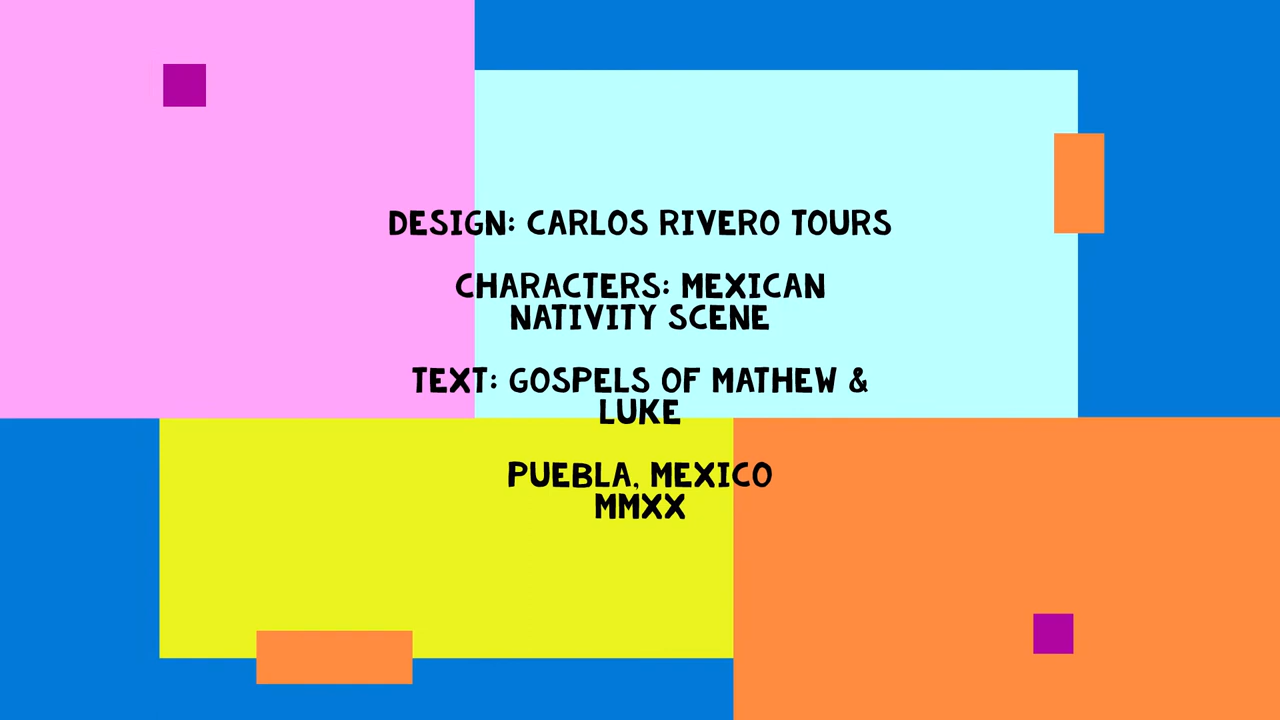 DESIGN: CARLOS RIVERO TOURS
CHARACTERS: MEXICAN
NATIVITY SCENE
TEXT: GOSPELS OF MATHEW &
LUKE
PUEBLA, MEXICO
MMXX